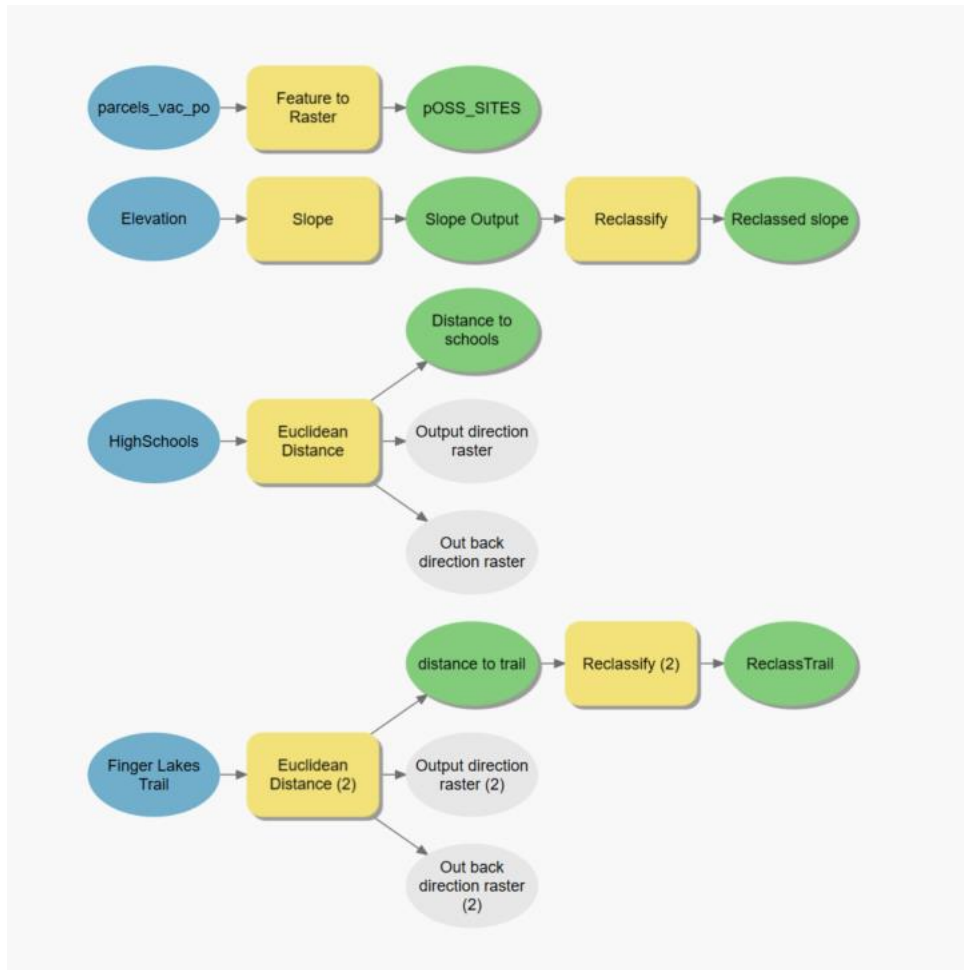 parcels_vac_po
Feature to
Raster
pOSS_SITES
Elevation
Slope
Slope Output
Reclassify
Reclassed slope
Distance to
schools
HighSchools
Euclidean
Distance
Output direction
raster
Out back
direction raster
distance to trail
Reclassify (2)
ReclassTrail
Finger Lakes
Trail
Euclidean
Distance (2)
Output direction
raster (2)
Out back
direction raster
(2)